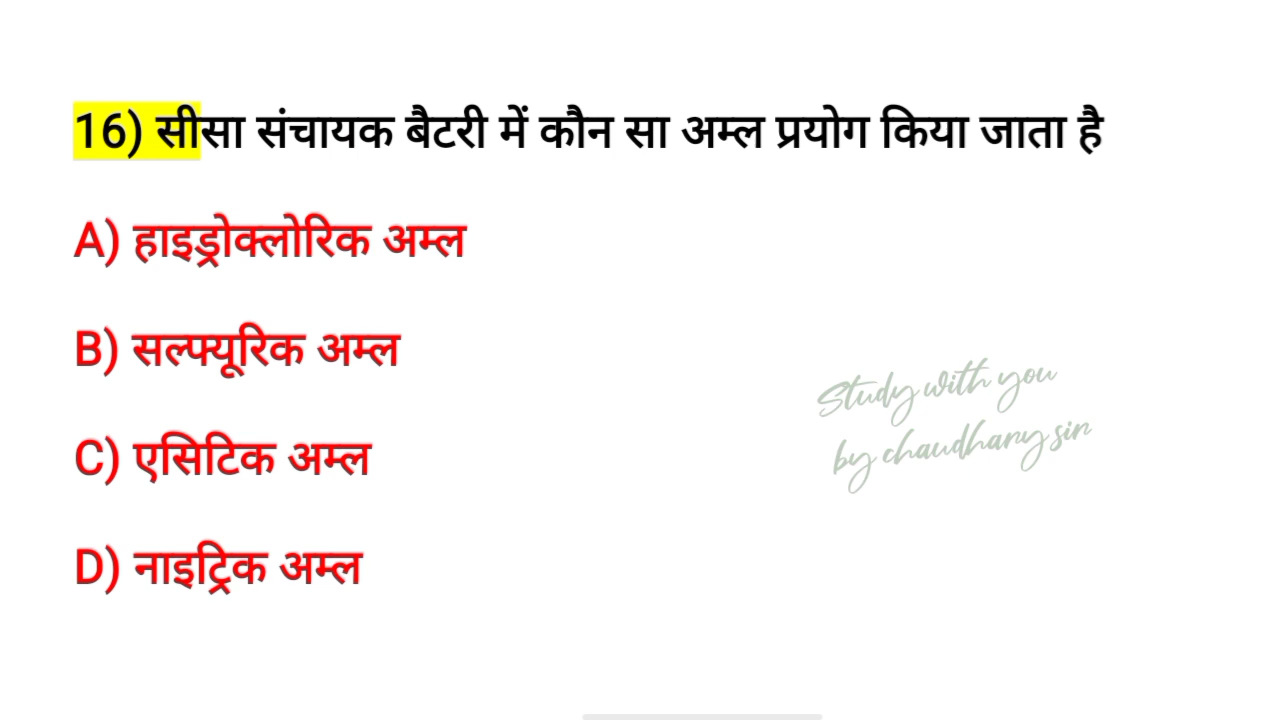 16) सीसा संचायक बैटरी में कौन सा अम्ल प्रयोग किया जाता है
A) हाइड्रोक्लोरिक अम्ल
B) सल्फ्यूरिक अम्ल
C) एसिटिक अम्ल
D) नाइट्रिक अम्ल
Study with you
by chaudhary sir